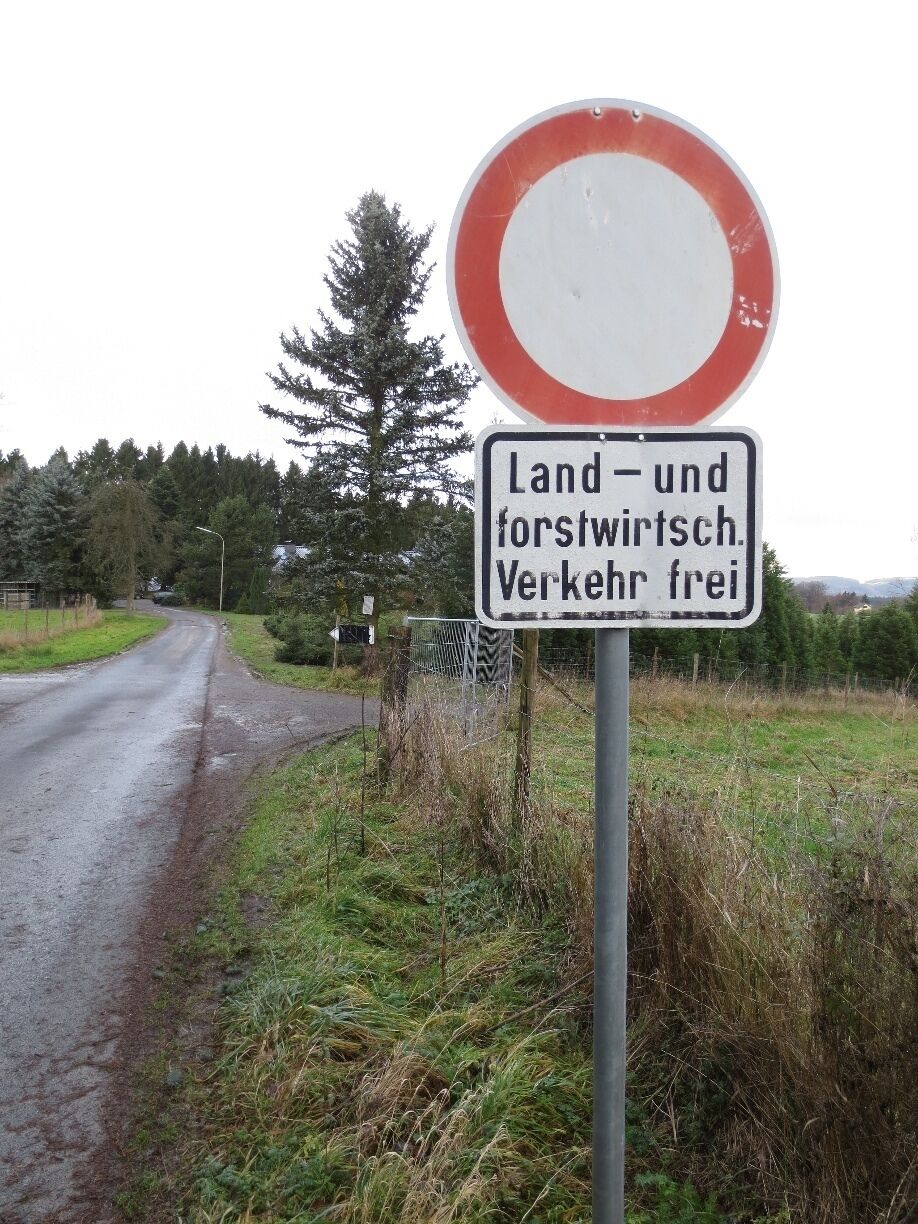 Land - und
forstwirtsch.
Verkehr frei